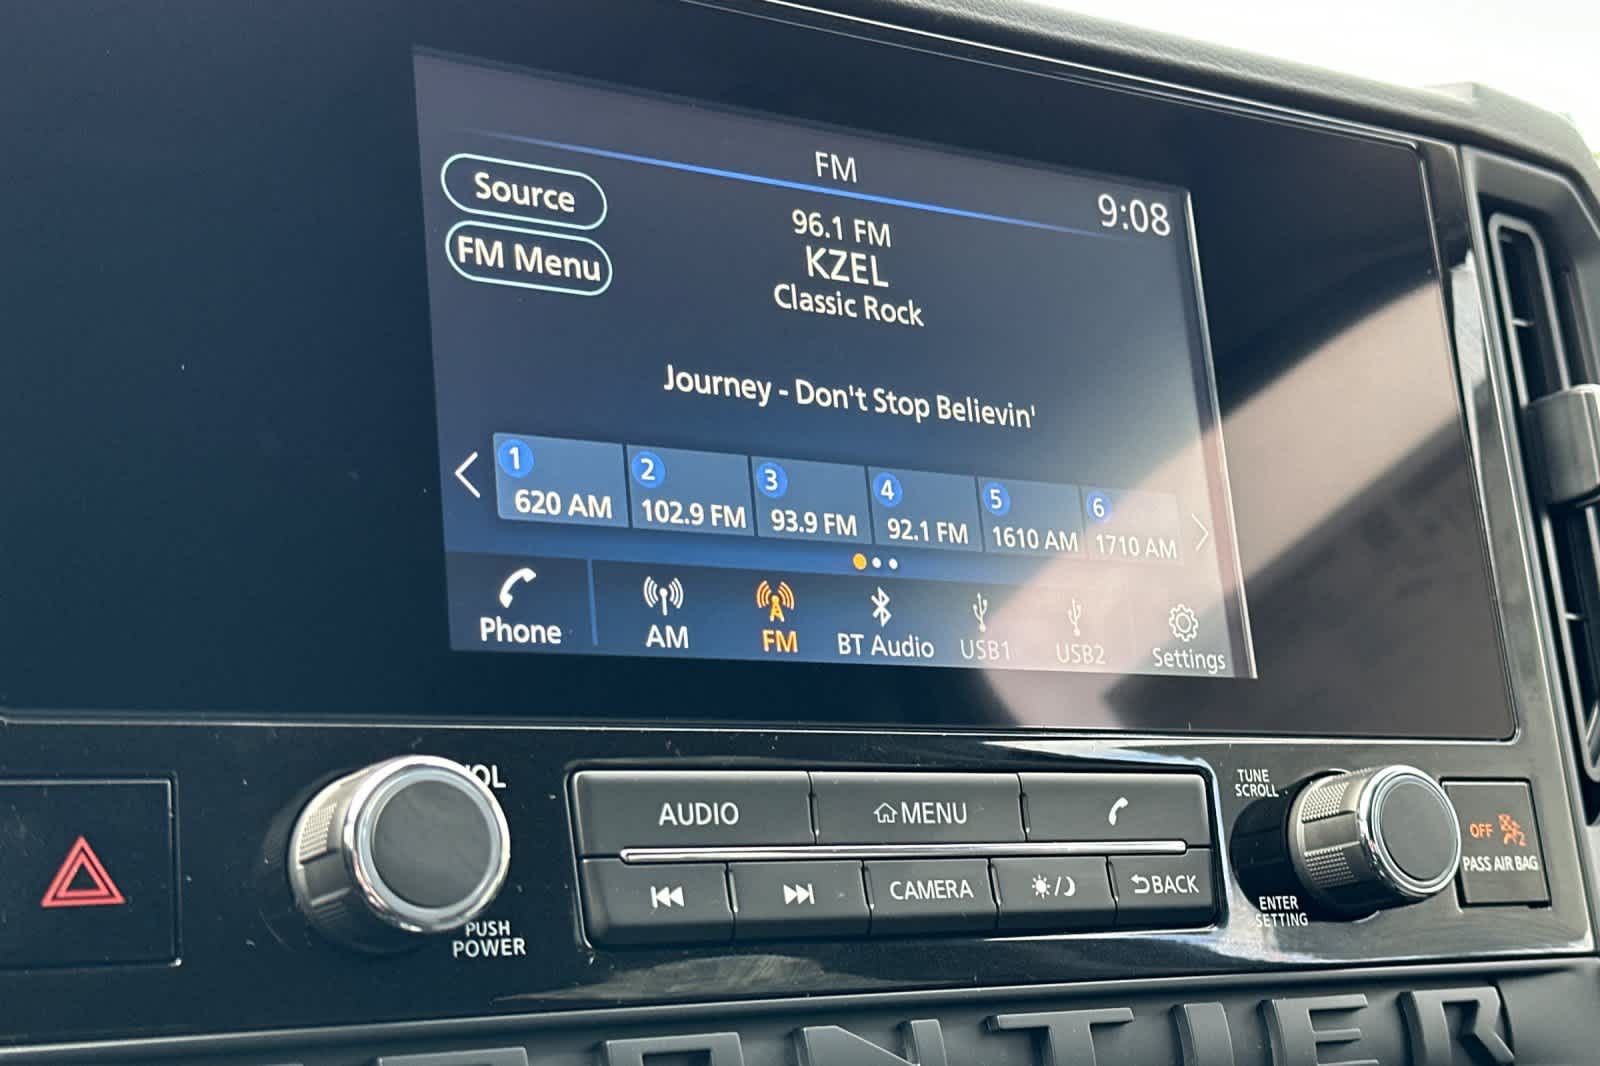 FM
9:08
Source
FM Menu
96.1 FM
KZEL
Classic Rock
Journey - Don't Stop Believin'
1 2 3 4 5 6
620 AM 102.9 FM 93.9 FM 92.1 FM 1610 AM 1710 AM
Phone AM FM BT Audio USB1 USB2 Settings
VOL
PUSH
POWER
AUDIO MENU
CAMERA BACK
TUNE
SCROLL
ENTER
SETTING
OFF 2
PASS AIR BAG
FRONTIER